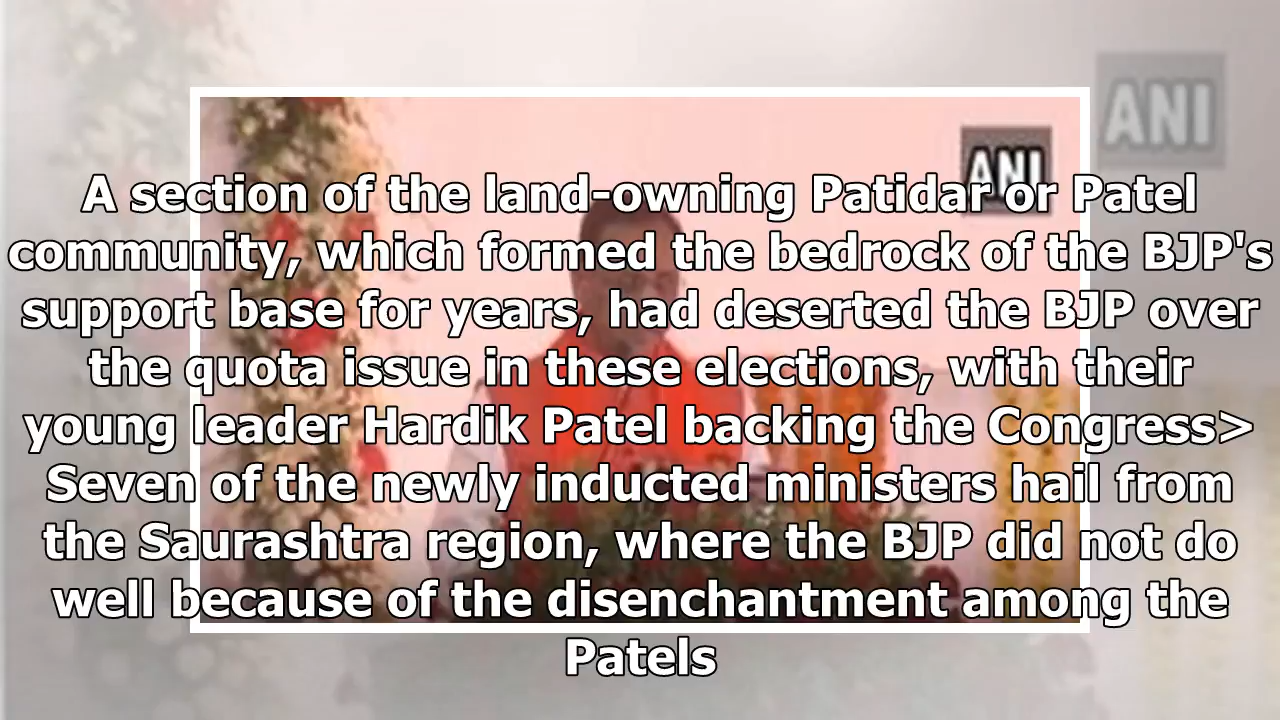 ANI
ANI
A section of the land-owning Patidar or Patel
community, which formed the bedrock of the BJP's
support base for years, had deserted the BJP over
the quota issue in these elections, with their
young leader Hardik Patel backing the Congress>
Seven of the newly inducted ministers hail from
the Saurashtra region, where the BJP did not do
well because of the disenchantment among the
Patels